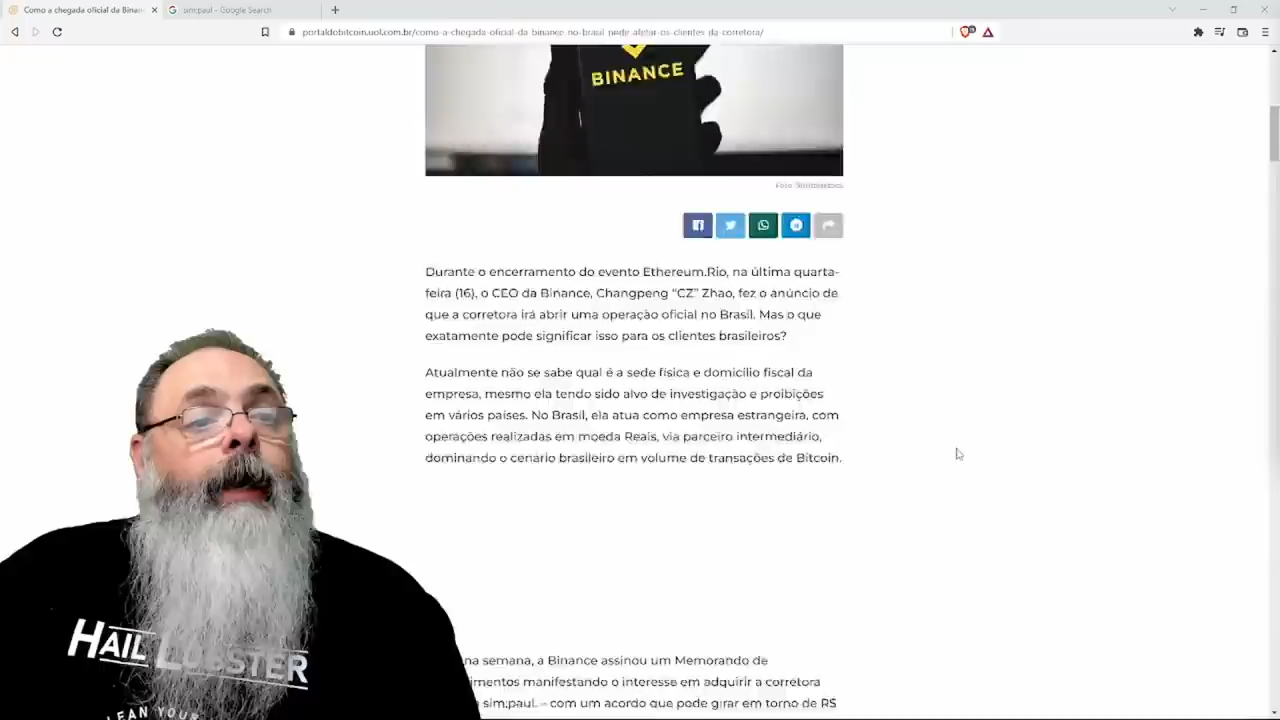 Como a chegada oficial da Binan
sim;paul - Google Search
portaldobitcoin.uol.com.br/como-a-chegada-oficial-da-binance-no-brasil-pode-afetar-os-clientes-da-corretora/
BINANCE
Foto: Shutterstock
Durante o encerramento do evento Ethereum.Rio, na última quarta-
feira (16), o CEO da Binance, Changpeng “CZ” Zhao, fez o anúncio de
que a corretora irá abrir uma operação oficial no Brasil. Mas o que
exatamente pode significar isso para os clientes brasileiros?
Atualmente não se sabe qual é a sede física e domicílio fiscal da
empresa, mesmo ela tendo sido alvo de investigação e proibições
em vários países. No Brasil, ela atua como empresa estrangeira, com
operações realizadas em moeda Reais, via parceiro intermediário,
dominando o cenário brasileiro em volume de transações de Bitcoin.
na semana, a Binance assinou um Memorando de
imentos manifestando o interesse em adquirir a corretora
sim;paul – com um acordo que pode girar em torno de R$
HAIL L STER
LEAN YOUR